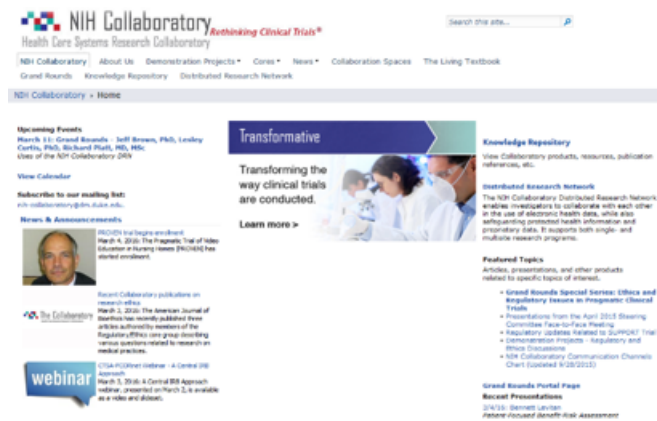 NIH Collaboratory
Rethinking Clinical Trials®
Health Care Systems Research Collaboratory
Search this site...
NIH Collaboratory About Us Demonstration Projects Cores News Collaboration Spaces The Living Textbook
Grand Rounds Knowledge Repository Distributed Research Network
NIH Collaboratory Home
Upcoming Events
March 11: Grand Rounds - Jeff Brown, PhD, Lesley
Curtis, PhD, Richard Platt, MD, MSc
Uses of the NIH Collaboratory DRN
View Calendar
Subscribe to our mailing list:
nih-collaboratory@dm.duke.edu
News & Announcements
PROVEN trial begins enrollment
March 4, 2016: The Pragmatic Trial of Video
Education in Nursing Homes (PROVEN) has
started enrollment.
Recent Collaboratory publications on
research ethics
March 3, 2016: The American Journal of
Bioethics has recently published three
articles authored by members of the
Regulatory/Ethics core group describing
various questions related to research on
medical practices.
The Collaboratory
CTSA-PCORnet Webinar - A Central IRB
Approach
March 3, 2016: A Central IRB Approach
webinar, presented on March 2, is available
as a video and slideset.
webinar
Transformative
Transforming the
way clinical trials
are conducted.
Learn more >
Knowledge Repository
View Collaboratory products, resources, publication
references, etc.
Distributed Research Network
The NIH Collaboratory Distributed Research Network
enables investigators to collaborate with each other
in the use of electronic health data, while also
safeguarding protected health information and
proprietary data. It supports both single- and
multisite research programs.
Featured Topics
Articles, presentations, and other products
related to specific topics of interest.
Grand Rounds Special Series: Ethics and
Regulatory Issues in Pragmatic Clinical
Trials
Presentations from the April 2015 Steering
Committee Face-to-Face Meeting
Regulatory Updates Related to SUPPORT Trial
Demonstration Projects - Regulatory and
Ethics Discussions
NIH Collaboratory Communication Channels
Chart (Updated 9/28/2015)
Grand Rounds Portal Page
Recent Presentations
3/4/16: Bennett Levitan
Patient-Focused Benefit-Risk Assessment